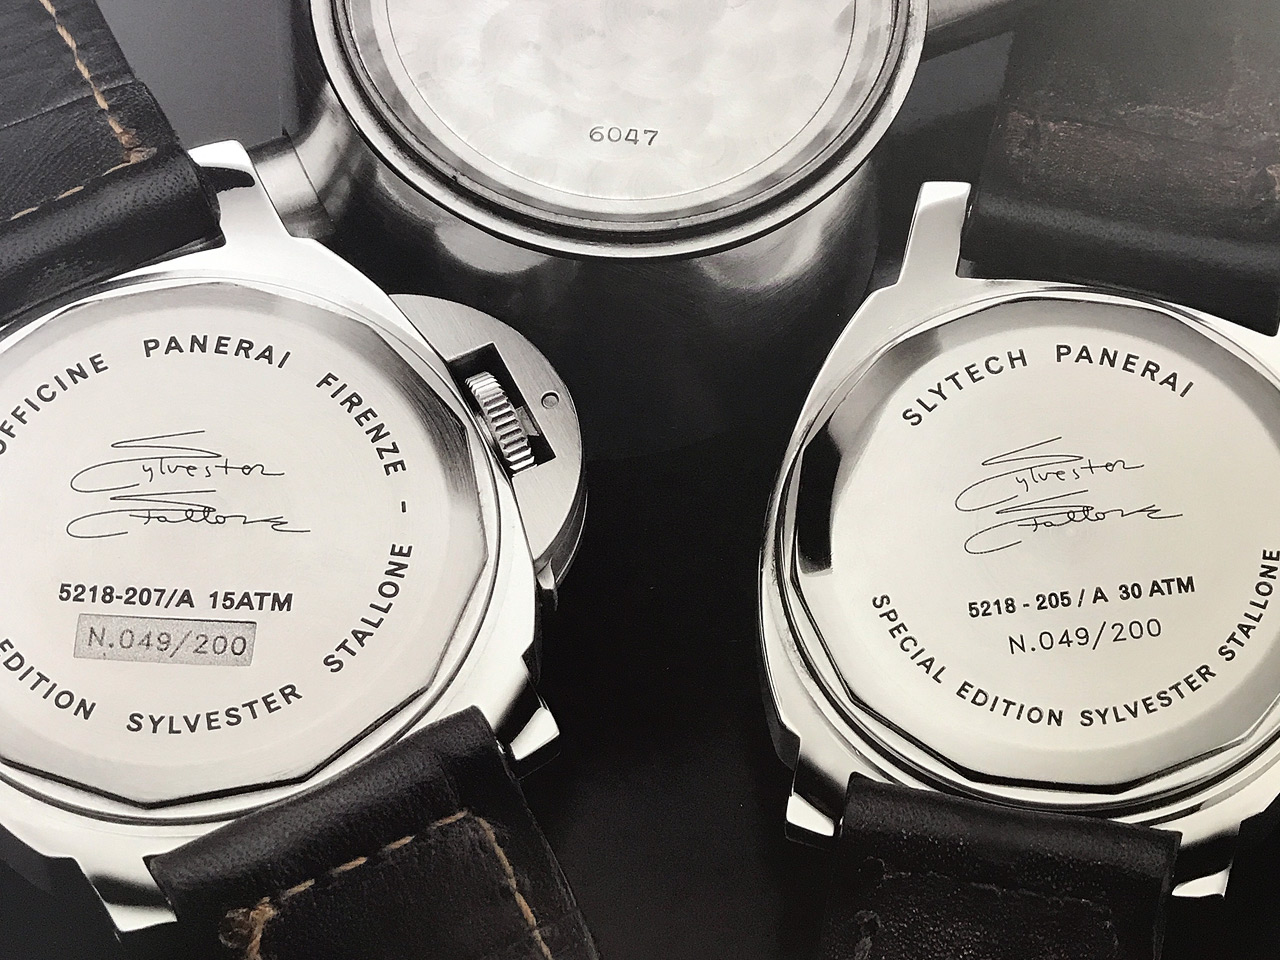 6047
OFFICINE PANERAI FIRENZE -
Sylvester
Stallone
5218-207/A 15ATM
N.049/200
EDITION SYLVESTER STALLONE
SLYTECH PANERAI
Sylvester
Stallone
5218-205/A 30 ATM
N.049/200
SPECIAL EDITION SYLVESTER STALLONE